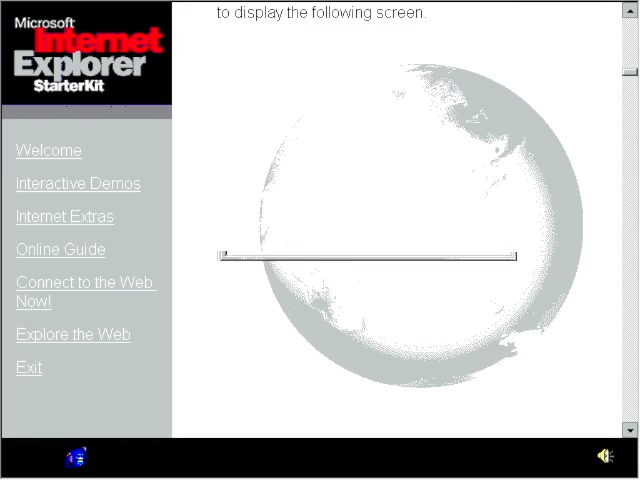 Microsoft
Internet
Explorer
StarterKit
to display the following screen.
Welcome
Interactive Demos
Internet Extras
Online Guide
Connect to the Web
Now!
Explore the Web
Exit